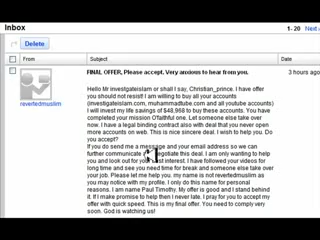 Inbox
1- 20 Next
Delete
From
Subject
Date
revertedmuslim
FINAL OFFER, Please accept. Very anxious to hear from you.
3 hours ago
Hello Mr investigateislam or shall I say, Christian_prince. I have offer
you should not resist! I am willing to buy all your accounts
(investigateislam.com, muhammadtube.com and all youtube accounts)
I will invest my life savings of $48,968 to buy these accounts. You have
completed your mission O'faithful one. Let someone else take over
now. I have a legal binding contract also with deal that you never open
more accounts on web. This is nice sincere deal. I wish to help you. Do
you accept?
If you do send me a message and your email address so we can
further communicate negotiate this deal. I am only wanting to help
you and look out for your best interest. I have followed your videos for
long time and see you need time for break and someone else take over
your job. Please let me help you. my name is not revertedmuslim as
you may notice with my profile. I only do this name for personal
reasons. I am name Paul Timothy. My offer is good and I stand behind
it. If I make promise to help then I never late. I pray for you to accept my
offer with quick speed. This is my final offer. You need to comply very
soon. God is watching us!